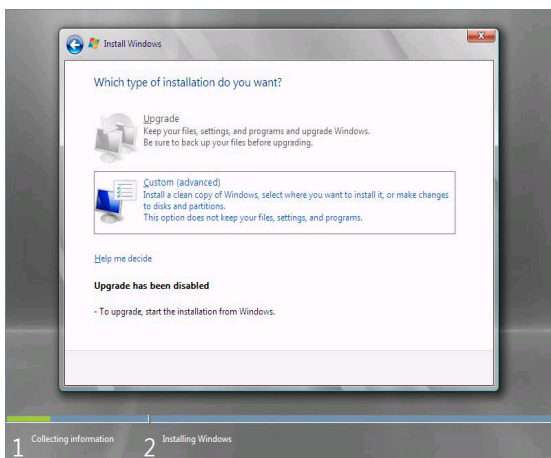 Install Windows
Which type of installation do you want?
Upgrade
Keep your files, settings, and programs and upgrade Windows.
Be sure to back up your files before upgrading.
Custom (advanced)
Install a clean copy of Windows, select where you want to install it, or make changes
to disks and partitions.
This option does not keep your files, settings, and programs.
Help me decide
Upgrade has been disabled
- To upgrade, start the installation from Windows.
1 Collecting information 2 Installing Windows